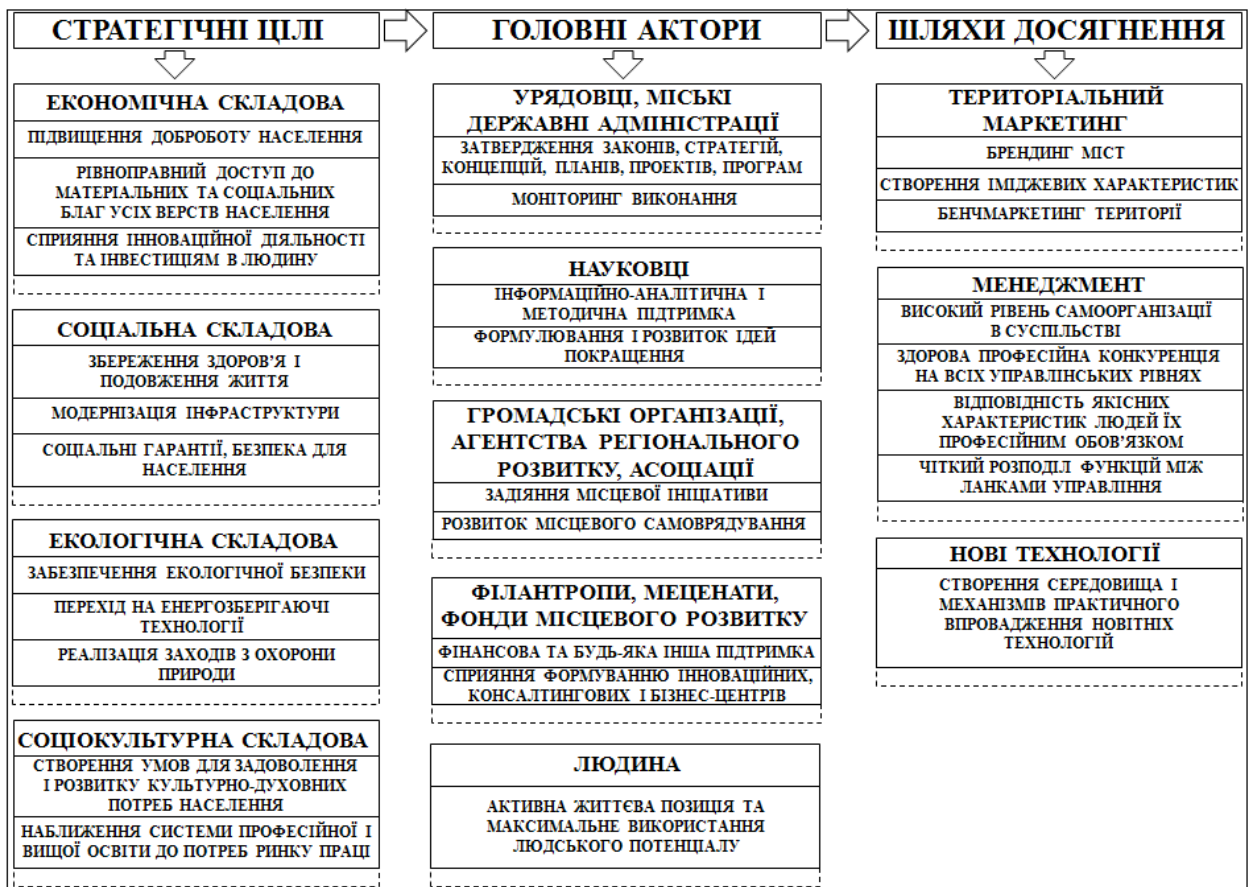 СТРАТЕГІЧНІ ЦІЛІ
ЕКОНОМІЧНА СКЛАДОВА
ПІДВИЩЕННЯ ДОБРОБОТУ НАСЕЛЕННЯ
РІВНОПРАВНИЙ ДОСТУП ДО
МАТЕРІАЛЬНИХ ТА СОЦІАЛЬНИХ
БЛАГ УСІХ ВЕРСТВ НАСЕЛЕННЯ
СПРИЯННЯ ІННОВАЦІЙНОЇ ДІЯЛЬНОСТІ
ТА ІНВЕСТИЦІЯМ В ЛЮДИНУ
СОЦІАЛЬНА СКЛАДОВА
ЗБЕРЕЖЕННЯ ЗДОРОВ'Я І
ПОДОВЖЕННЯ ЖИТТЯ
МОДЕРНІЗАЦІЯ ІНФРАСТРУКТУРИ
СОЦІАЛЬНІ ГАРАНТІЇ, БЕЗПЕКА ДЛЯ
НАСЕЛЕННЯ
ЕКОЛОГІЧНА СКЛАДОВА
ЗАБЕЗПЕЧЕННЯ ЕКОЛОГІЧНОЇ БЕЗПЕКИ
ПЕРЕХІД НА ЕНЕРГОЗБЕРІГАЮЧІ
ТЕХНОЛОГІЇ
РЕАЛІЗАЦІЯ ЗАХОДІВ З ОХОРОНИ
ПРИРОДИ
СОЦІОКУЛЬТУРНА СКЛАДОВА
СТВОРЕННЯ УМОВ ДЛЯ ЗАДОВОЛЕННЯ
І РОЗВИТКУ КУЛЬТУРНО-ДУХОВНИХ
ПОТРЕБ НАСЕЛЕННЯ
НАБЛИЖЕННЯ СИСТЕМИ ПРОФЕСІЙНОЇ І
ВИЩОЇ ОСВІТИ ДО ПОТРЕБ РИНКУ ПРАЦІ
ГОЛОВНІ АКТОРИ
УРЯДОВЦІ, МІСЬКІ
ДЕРЖАВНІ АДМІНІСТРАЦІЇ
ЗАТВЕРДЖЕННЯ ЗАКОНІВ, СТРАТЕГІЙ,
КОНЦЕПЦІЙ, ПЛАНІВ, ПРОЕКТІВ, ПРОГРАМ
МОНІТОРИНГ ВИКОНАННЯ
НАУКОВЦІ
ІНФОРМАЦІЙНО-АНАЛІТИЧНА І
МЕТОДИЧНА ПІДТРИМКА
ФОРМУЛЮВАННЯ І РОЗВИТОК ІДЕЙ
ПОКРАЩЕННЯ
ГРОМАДСЬКІ ОРГАНІЗАЦІЇ,
АГЕНТСТВА РЕГІОНАЛЬНОГО
РОЗВИТКУ, АСОЦІАЦІЇ
ЗАДІЯННЯ МІСЦЕВОЇ ІНІЦІАТИВИ
РОЗВИТОК МІСЦЕВОГО САМОВРЯДУВАННЯ
ФІЛАНТРОПИ, МЕЦЕНАТИ,
ФОНДИ МІСЦЕВОГО РОЗВИТКУ
ФІНАНСОВА ТА БУДЬ-ЯКА ІНША ПІДТРИМКА
СПРИЯННЯ ФОРМУВАННЮ ІННОВАЦІЙНИХ,
КОНСАЛТИНГОВИХ І БІЗНЕС-ЦЕНТРІВ
ЛЮДИНА
АКТИВНА ЖИТТЄВА ПОЗИЦІЯ ТА
МАКСИМАЛЬНЕ ВИКОРИСТАННЯ
ЛЮДСЬКОГО ПОТЕНЦІАЛУ
ШЛЯХИ ДОСЯГНЕННЯ
ТЕРИТОРІАЛЬНИЙ
МАРКЕТИНГ
БРЕНДИНГ МІСТ
СТВОРЕННЯ ІМІДЖЕВИХ ХАРАКТЕРИСТИК
БЕНЧМАРКЕТИНГ ТЕРИТОРІЇ
МЕНЕДЖМЕНТ
ВИСОКИЙ РІВЕНЬ САМООРГАНІЗАЦІЇ
В СУСПІЛЬСТВІ
ЗДОРОВА ПРОФЕСІЙНА КОНКУРЕНЦІЯ
НА ВСІХ УПРАВЛІНСЬКИХ РІВНЯХ
ВІДПОВІДНІСТЬ ЯКІСНИХ
ХАРАКТЕРИСТИК ЛЮДЕЙ ЇХ
ПРОФЕСІЙНИМ ОБОВ'ЯЗКОМ
ЧІТКИЙ РОЗПОДІЛ ФУНКЦІЙ МІЖ
ЛАНКАМИ УПРАВЛІННЯ
НОВІ ТЕХНОЛОГІЇ
СТВОРЕННЯ СЕРЕДОВИЩА І
МЕХАНІЗМІВ ПРАКТИЧНОГО
ВПРОВАДЖЕННЯ НОВІТНІХ
ТЕХНОЛОГІЙ